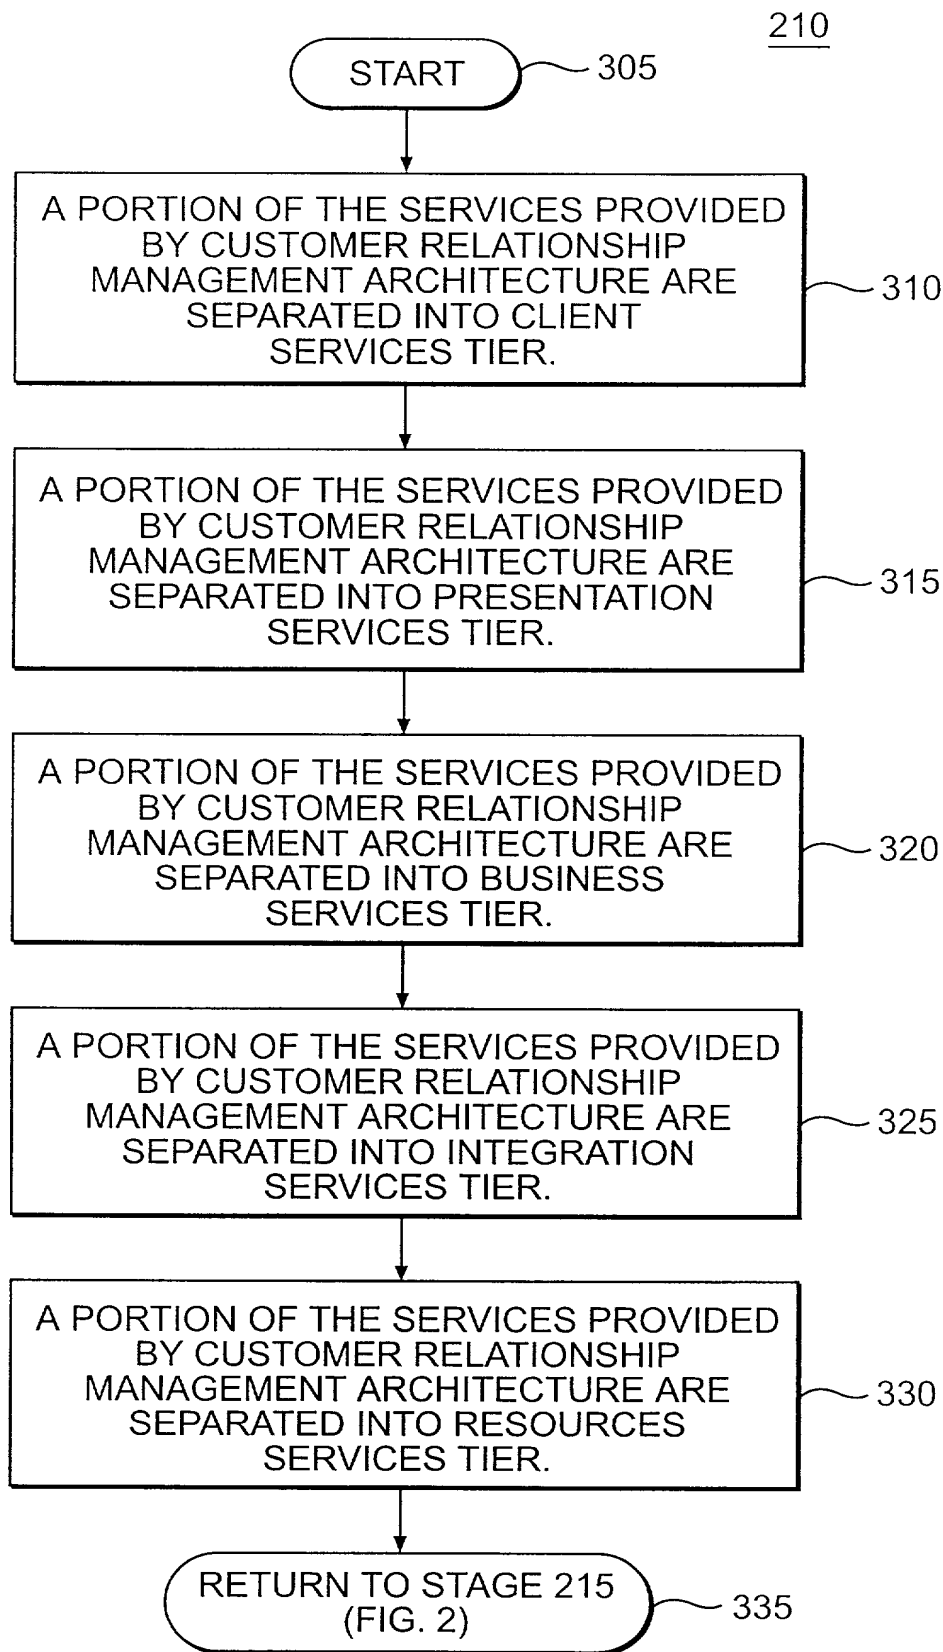 210
START
305
A PORTION OF THE SERVICES PROVIDED
BY CUSTOMER RELATIONSHIP
MANAGEMENT ARCHITECTURE ARE
SEPARATED INTO CLIENT
SERVICES TIER.
310
A PORTION OF THE SERVICES PROVIDED
BY CUSTOMER RELATIONSHIP
MANAGEMENT ARCHITECTURE ARE
SEPARATED INTO PRESENTATION
SERVICES TIER.
315
A PORTION OF THE SERVICES PROVIDED
BY CUSTOMER RELATIONSHIP
MANAGEMENT ARCHITECTURE ARE
SEPARATED INTO BUSINESS
SERVICES TIER.
320
A PORTION OF THE SERVICES PROVIDED
BY CUSTOMER RELATIONSHIP
MANAGEMENT ARCHITECTURE ARE
SEPARATED INTO INTEGRATION
SERVICES TIER.
325
A PORTION OF THE SERVICES PROVIDED
BY CUSTOMER RELATIONSHIP
MANAGEMENT ARCHITECTURE ARE
SEPARATED INTO RESOURCES
SERVICES TIER.
330
RETURN TO STAGE 215
(FIG. 2)
335